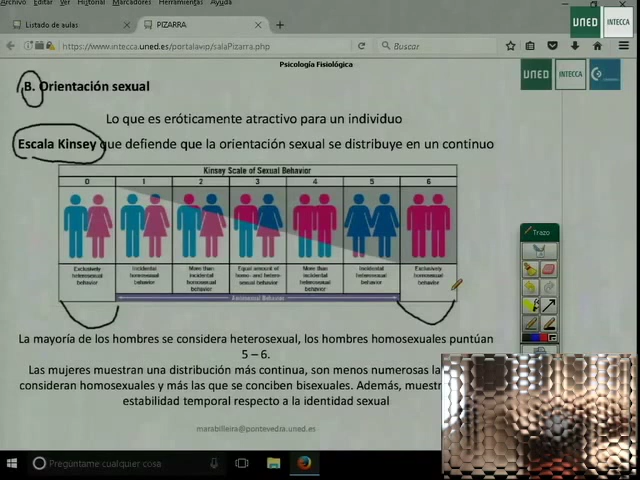 Archivo Editar Ver Historial Marcadores Herramientas Ayuda
Listado de aulas
PIZARRA
https://www.intecca.uned.es/portalavip/salaPizarra.php
Buscar
UNED INTECCA
Psicología Fisiológica
UNED INTECCA
B. Orientación sexual
Lo que es eróticamente atractivo para un individuo
Escala Kinsey que defiende que la orientación sexual se distribuye en un continuo
Kinsey Scale of Sexual Behavior
0 1 2 3 4 5 6
Exclusively heterosexual behavior
Incidental homosexual behavior
More than incidental homosexual behavior
Equal amount of homo- and hetero-sexual behavior
More than incidental heterosexual behavior
Incidental heterosexual behavior
Exclusively homosexual behavior
Trazo
La mayoría de los hombres se considera heterosexual, los hombres homosexuales puntúan
5 – 6.
Las mujeres muestran una distribución más continua, son menos numerosas la
consideran homosexuales y más las que se conciben bisexuales. Además, muestr
estabilidad temporal respecto a la identidad sexual
marabilleira@pontevedra.uned.es
Pregúntame cualquier cosa